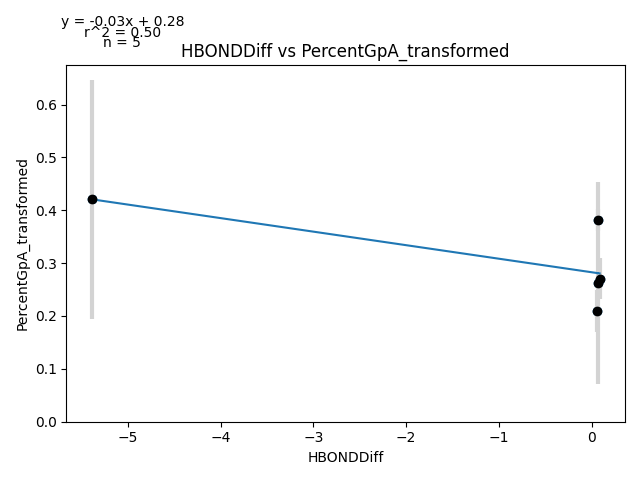 y = -0.03x + 0.28
r^2 = 0.50
n = 5
HBONDDiff vs PercentGpA_transformed
PercentGpA_transformed
0.6
0.5
0.4
0.3
0.2
0.1
0.0
−5
−4
−3
−2
−1
0
HBONDDiff